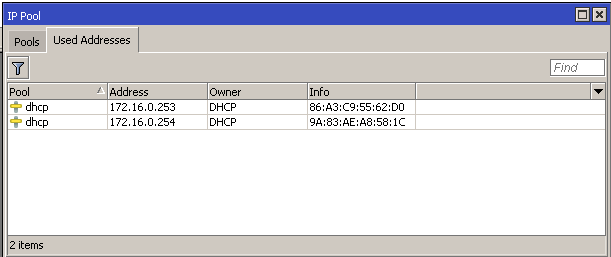 IP Pool
Pools Used Addresses
Find
Pool Address Owner Info
dhcp 172.16.0.253 DHCP 86:A3:C9:55:62:D0
dhcp 172.16.0.254 DHCP 9A:83:AE:A8:58:1C
2 items